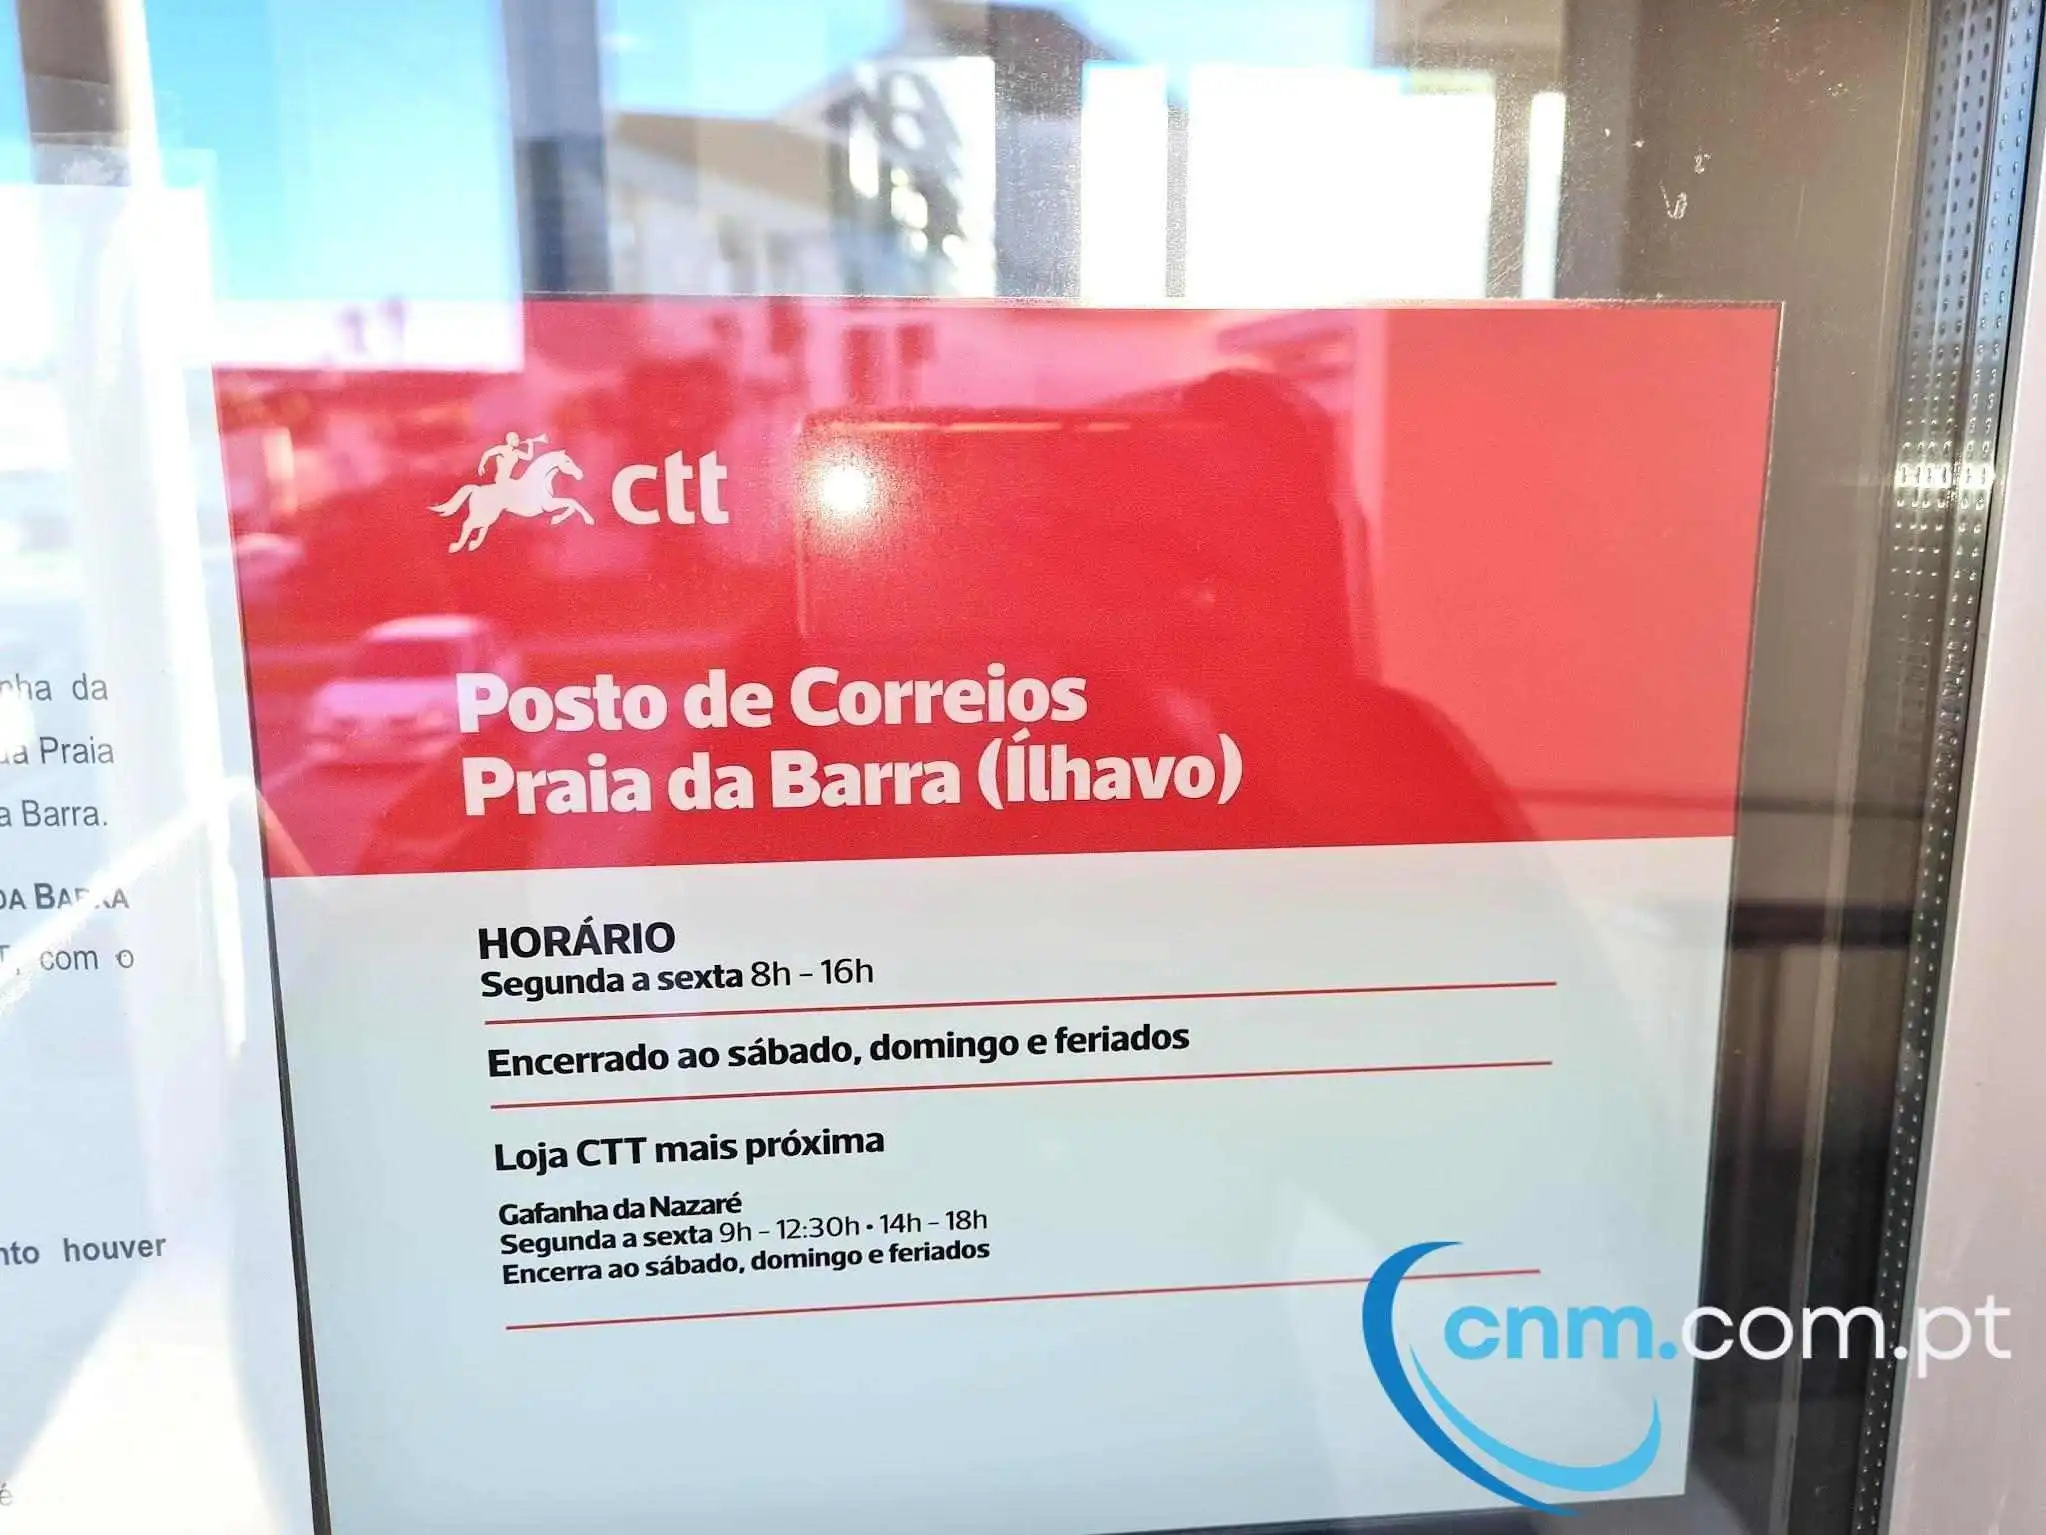 ctt
Posto de Correios
Praia da Barra (Ílhavo)
HORÁRIO
Segunda a sexta 8h – 16h
Encerrado ao sábado, domingo e feriados
Loja CTT mais próxima
Gafanha da Nazaré
Segunda a sexta 9h – 12:30h • 14h – 18h
Encerra ao sábado, domingo e feriados
da
Praia
a Barra.
DA BARRA
com o
houver
cnm.com.pt